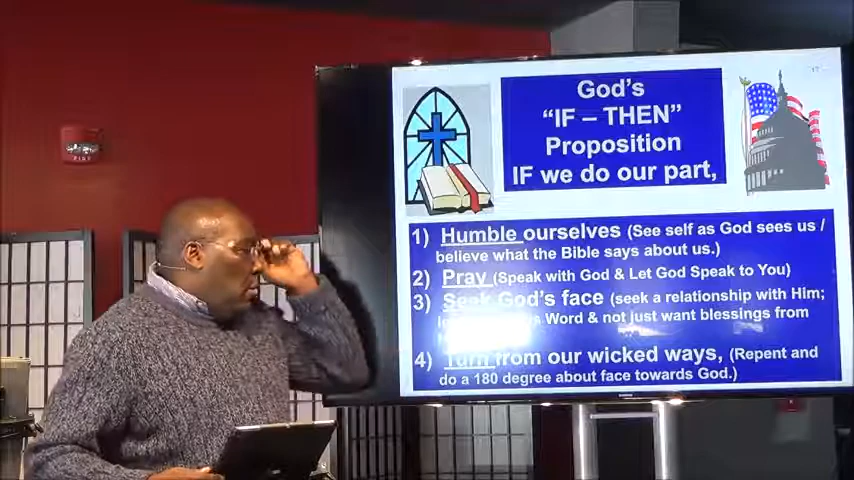 FIRE
God's
"IF – THEN"
Proposition
IF we do our part,
1) Humble ourselves (See self as God sees us /
believe what the Bible says about us.)
2) Pray (Speak with God & Let God Speak to You)
3) Seek God's face (seek a relationship with Him;
Word & not just want blessings from
4) Turn from our wicked ways, (Repent and
do a 180 degree about face towards God.)